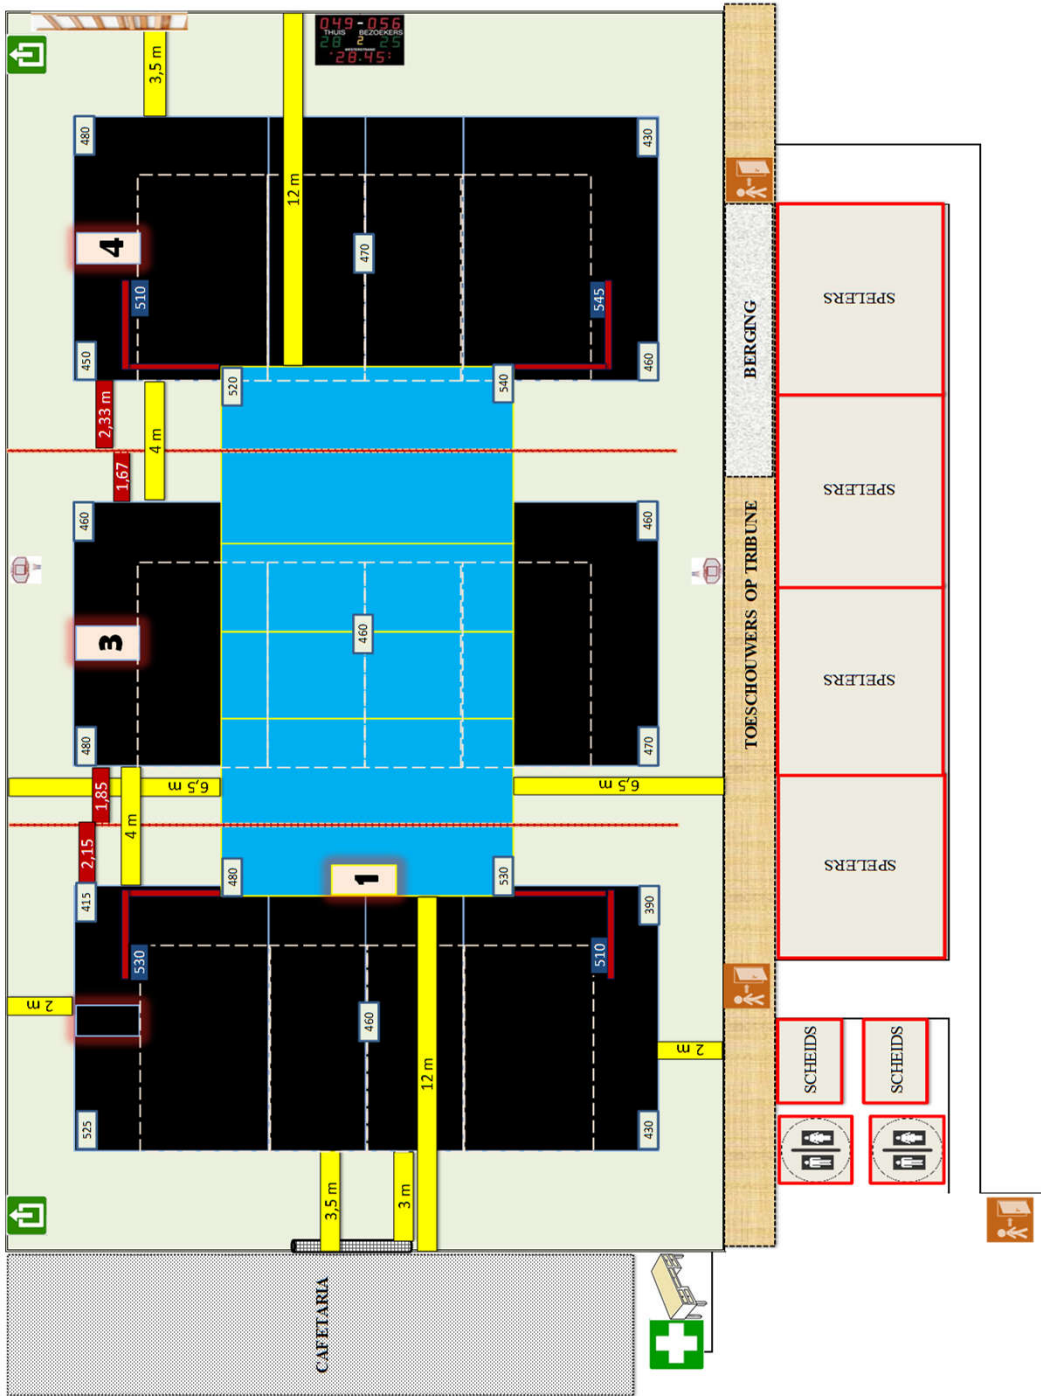 049-056
THUIS BEZOEKERS
28 2 25
28.45
3,5 m
12 m
480
430
4
470
510
545
450
460
520
540
2,33 m
4 m
1,67
460
460
3
460
480
470
6,5 m
6,5 m
1,85
4 m
2,15
415
480
1
530
390
530
510
2 m
460
2 m
12 m
525
430
3,5 m
3 m
BERGING
TOESCHOUWERS OP TRIBUNE
SPELERS
SPELERS
SPELERS
SPELERS
SCHEIDS
SCHEIDS
CAFETARIA